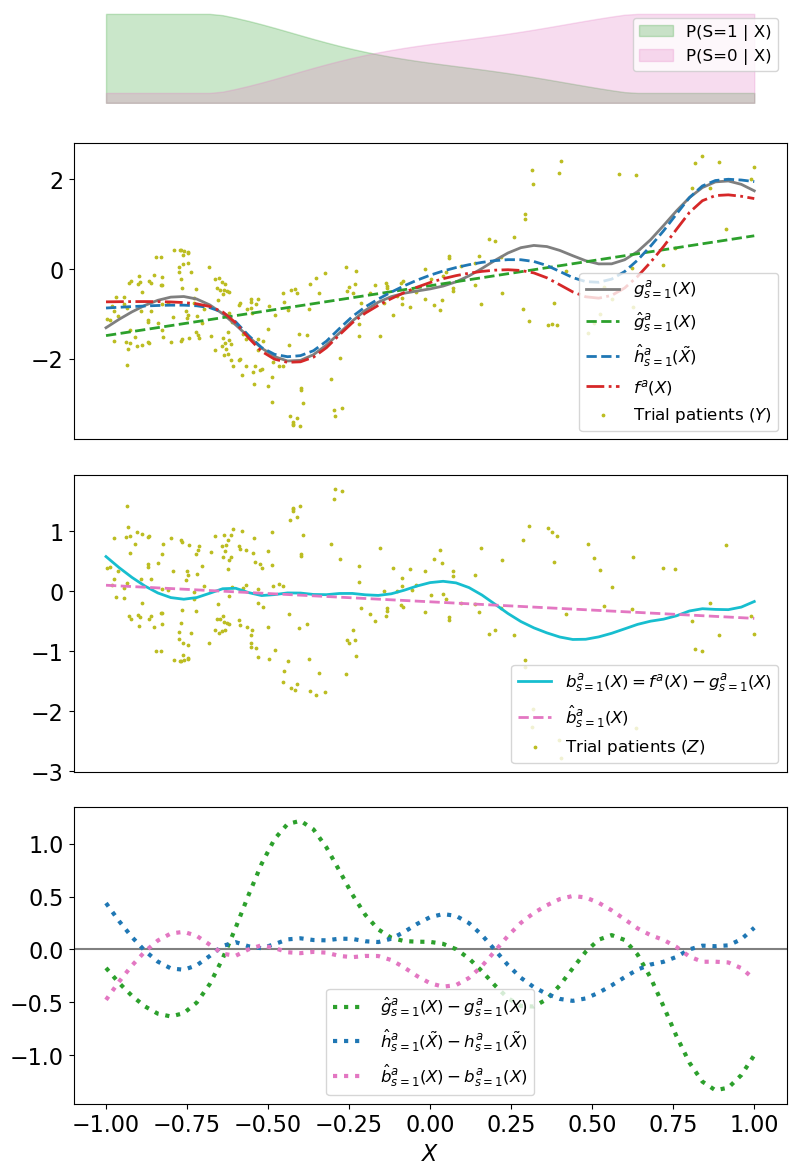 P(S=1 | X)
P(S=0 | X)
2
0
−2
g^a_{s=1}(X)
ĝ^a_{s=1}(X)
ĥ^a_{s=1}(X̃)
f^a(X)
Trial patients (Y)
1
0
−1
−2
−3
b^a_{s=1}(X) = f^a(X) − g^a_{s=1}(X)
b̂^a_{s=1}(X)
Trial patients (Z)
1.0
0.5
0.0
−0.5
−1.0
ĝ^a_{s=1}(X) − g^a_{s=1}(X)
ĥ^a_{s=1}(X̃) − h^a_{s=1}(X̃)
b̂^a_{s=1}(X) − b^a_{s=1}(X)
−1.00 −0.75 −0.50 −0.25 0.00 0.25 0.50 0.75 1.00
X